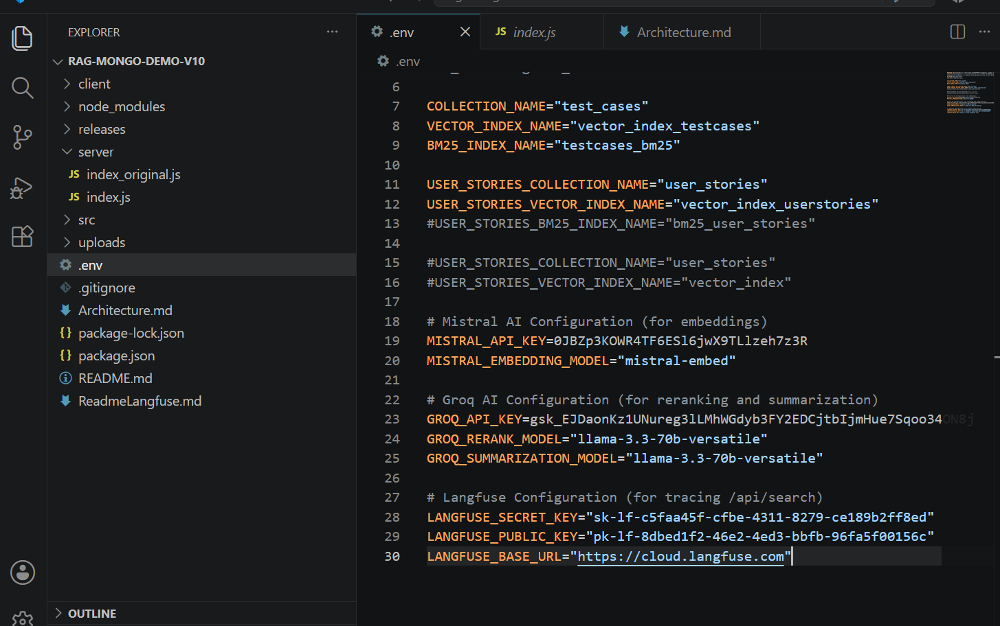 EXPLORER
RAG-MONGO-DEMO-V10
client
node_modules
releases
server
JS index_original.js
JS index.js
src
uploads
.env
.gitignore
Architecture.md
package-lock.json
package.json
README.md
ReadmeLangfuse.md
OUTLINE
.env
JS index.js
Architecture.md
.env
6
7 COLLECTION_NAME="test_cases"
8 VECTOR_INDEX_NAME="vector_index_testcases"
9 BM25_INDEX_NAME="testcases_bm25"
10
11 USER_STORIES_COLLECTION_NAME="user_stories"
12 USER_STORIES_VECTOR_INDEX_NAME="vector_index_userstories"
13 #USER_STORIES_BM25_INDEX_NAME="bm25_user_stories"
14
15 #USER_STORIES_COLLECTION_NAME="user_stories"
16 #USER_STORIES_VECTOR_INDEX_NAME="vector_index"
17
18 # Mistral AI Configuration (for embeddings)
19 MISTRAL_API_KEY=0JBZp3KOWR4TF6ESl6jwX9TLlzeh7z3R
20 MISTRAL_EMBEDDING_MODEL="mistral-embed"
21
22 # Groq AI Configuration (for reranking and summarization)
23 GROQ_API_KEY=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
24 GROQ_RERANK_MODEL="llama-3.3-70b-versatile"
25 GROQ_SUMMARIZATION_MODEL="llama-3.3-70b-versatile"
26
27 # Langfuse Configuration (for tracing /api/search)
28 LANGFUSE_SECRET_KEY="sk-lf-c5faa45f-cfbe-4311-8279-ce189b2ff8ed"
29 LANGFUSE_PUBLIC_KEY="pk-lf-8dbed1f2-46e2-4ed3-bbfb-96fa5f00156c"
30 LANGFUSE_BASE_URL="https://cloud.langfuse.com"